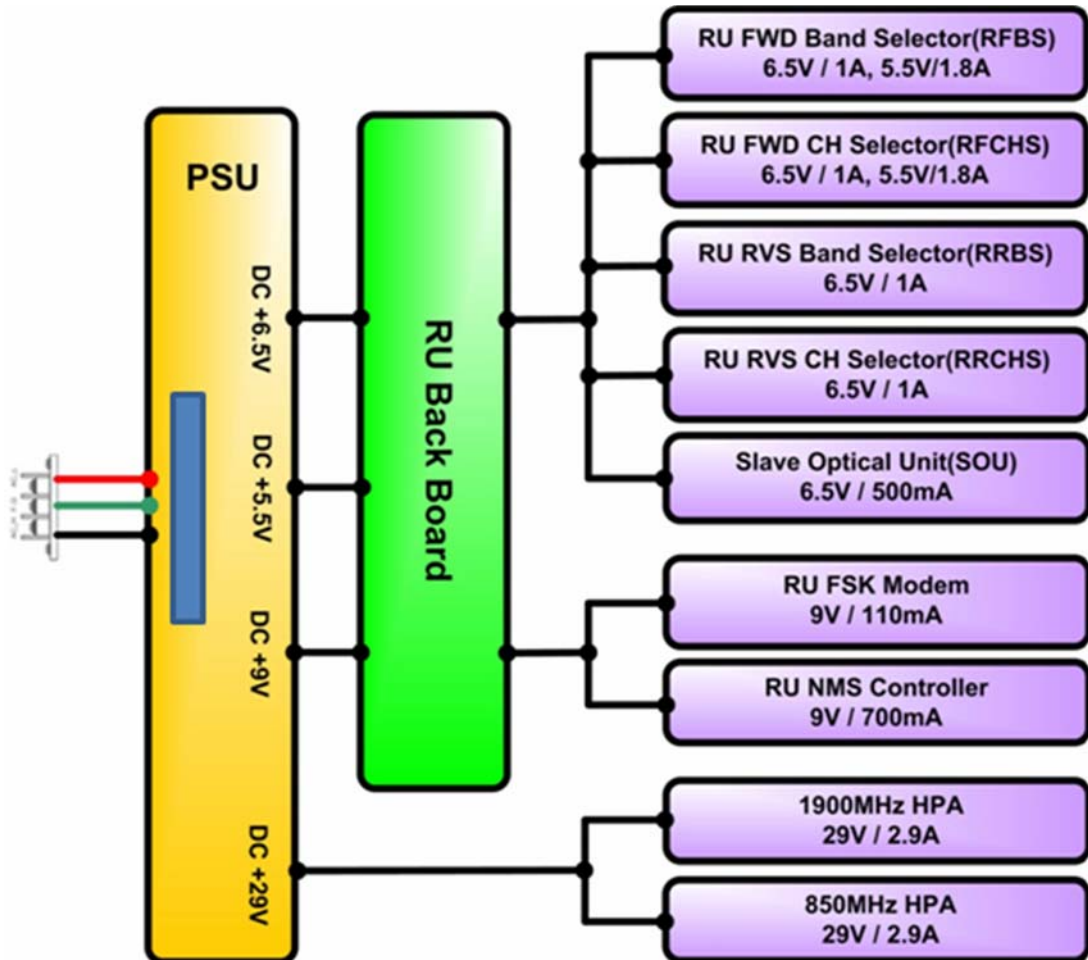 PSU
DC +6.5V
DC +5.5V
DC +9V
DC +29V
RU Back Board
RU FWD Band Selector(RFBS)
6.5V / 1A, 5.5V/1.8A
RU FWD CH Selector(RFCHS)
6.5V / 1A, 5.5V/1.8A
RU RVS Band Selector(RRBS)
6.5V / 1A
RU RVS CH Selector(RRCHS)
6.5V / 1A
Slave Optical Unit(SOU)
6.5V / 500mA
RU FSK Modem
9V / 110mA
RU NMS Controller
9V / 700mA
1900MHz HPA
29V / 2.9A
850MHz HPA
29V / 2.9A